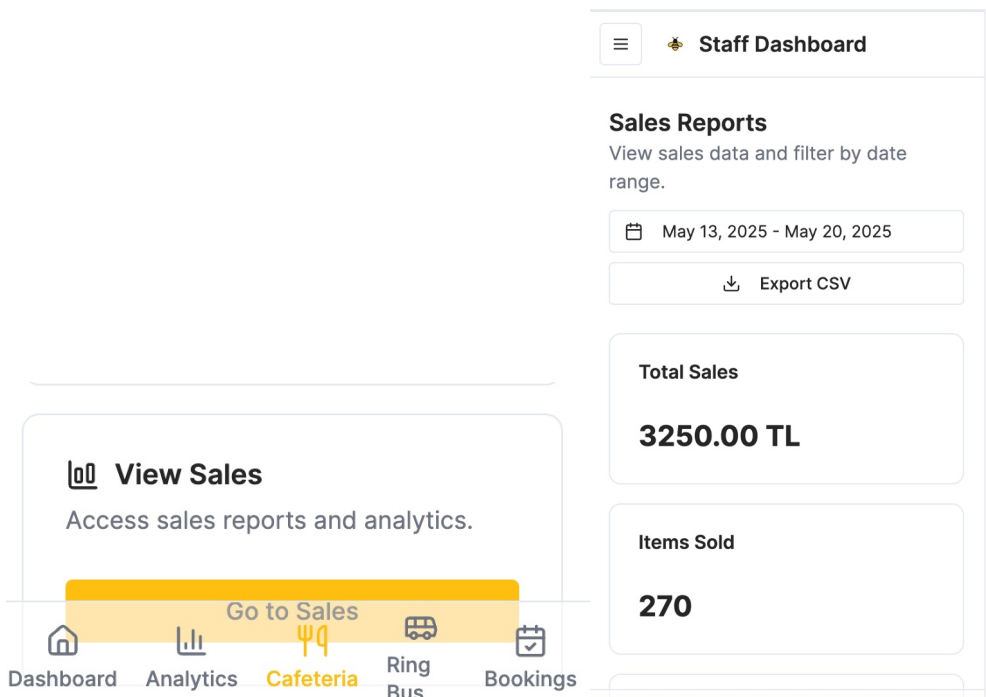 View Sales
Access sales reports and analytics.
Go to Sales
Dashboard
Analytics
Cafeteria
Ring
Bus
Bookings
Staff Dashboard
Sales Reports
View sales data and filter by date
range.
May 13, 2025 - May 20, 2025
Export CSV
Total Sales
3250.00 TL
Items Sold
270